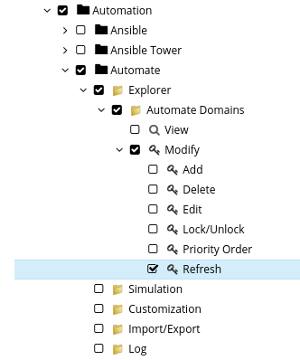 Automation
Ansible
Ansible Tower
Automate
Explorer
Automate Domains
View
Modify
Add
Delete
Edit
Lock/Unlock
Priority Order
Refresh
Simulation
Customization
Import/Export
Log